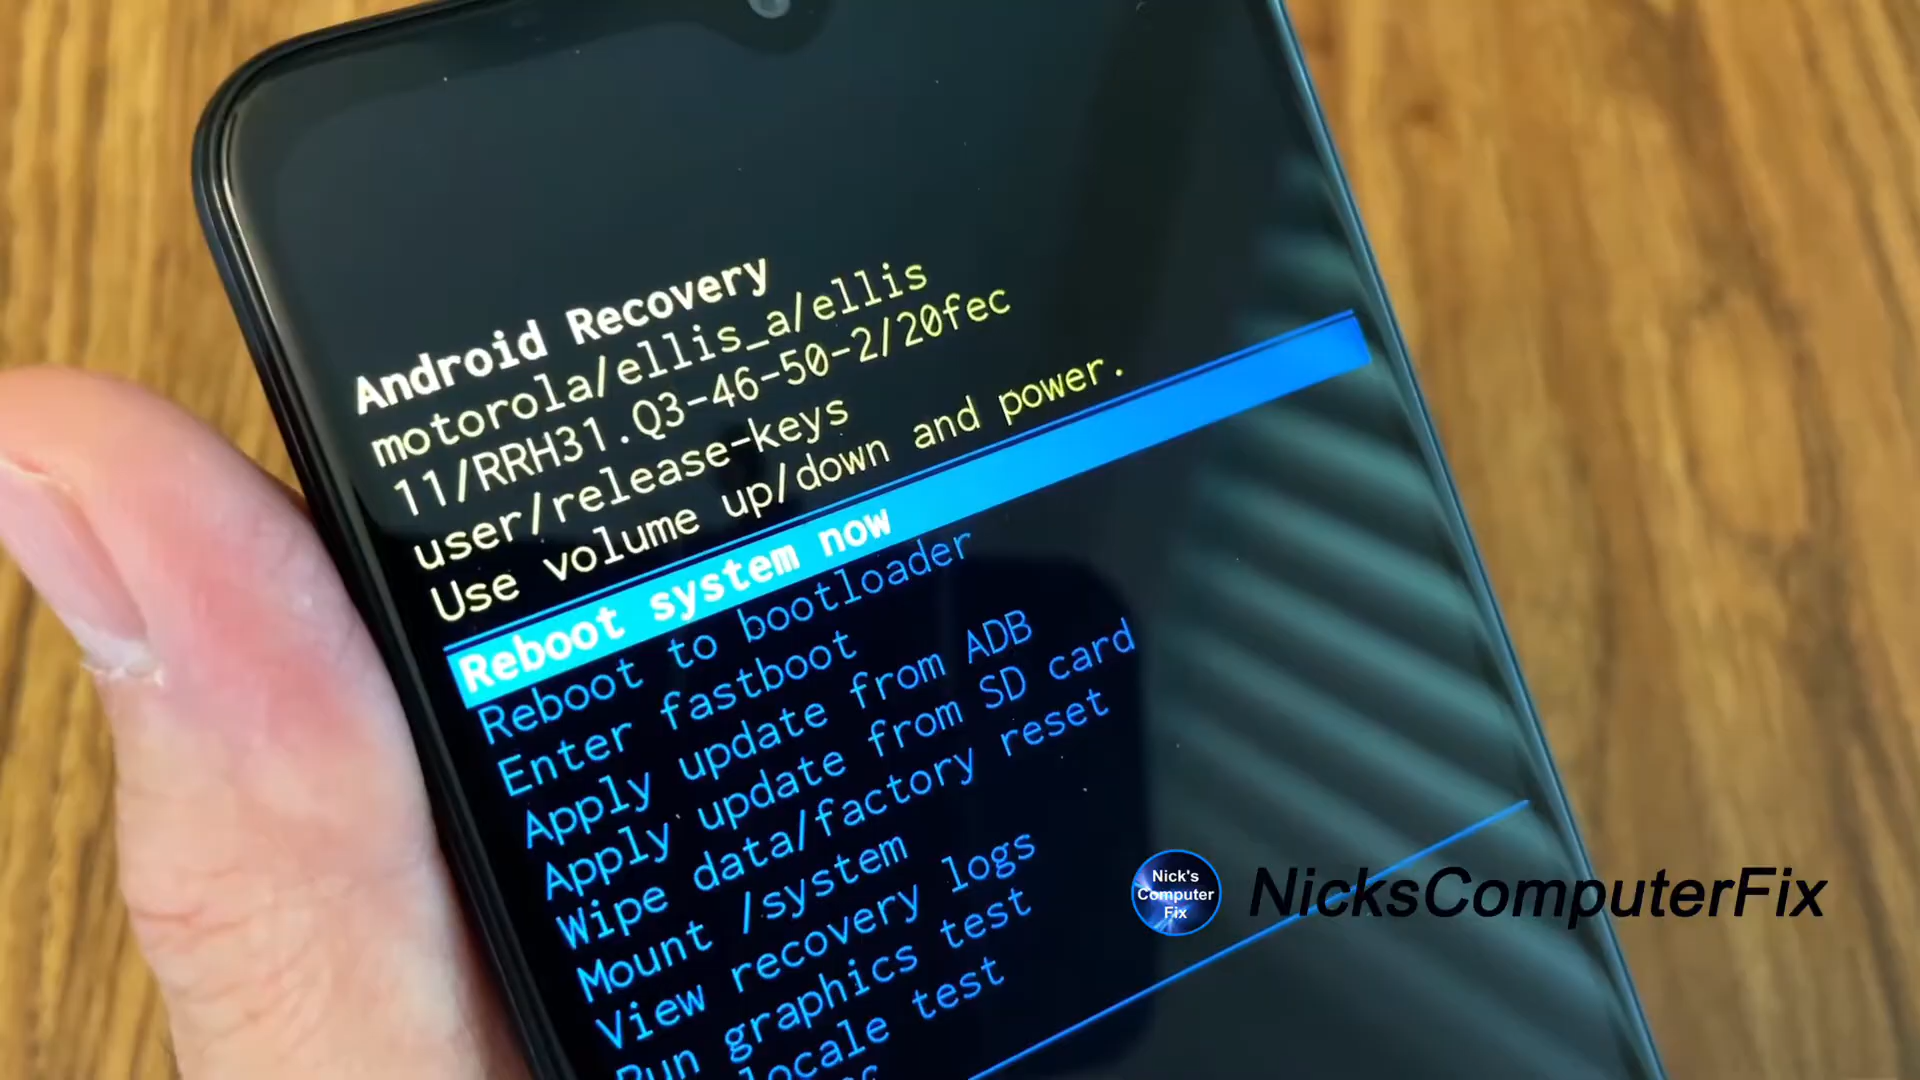 Android Recovery
motorola/ellis_a/ellis
11/RRH31.Q3-46-50-2/20fec
user/release-keys
Use volume up/down and power.
Reboot system now
Reboot to bootloader
Enter fastboot
Apply update from ADB
Apply update from SD card
Wipe data/factory reset
Mount /system
View recovery logs
Run graphics test
locale test
Nick's
Computer
Fix
NicksComputerFix